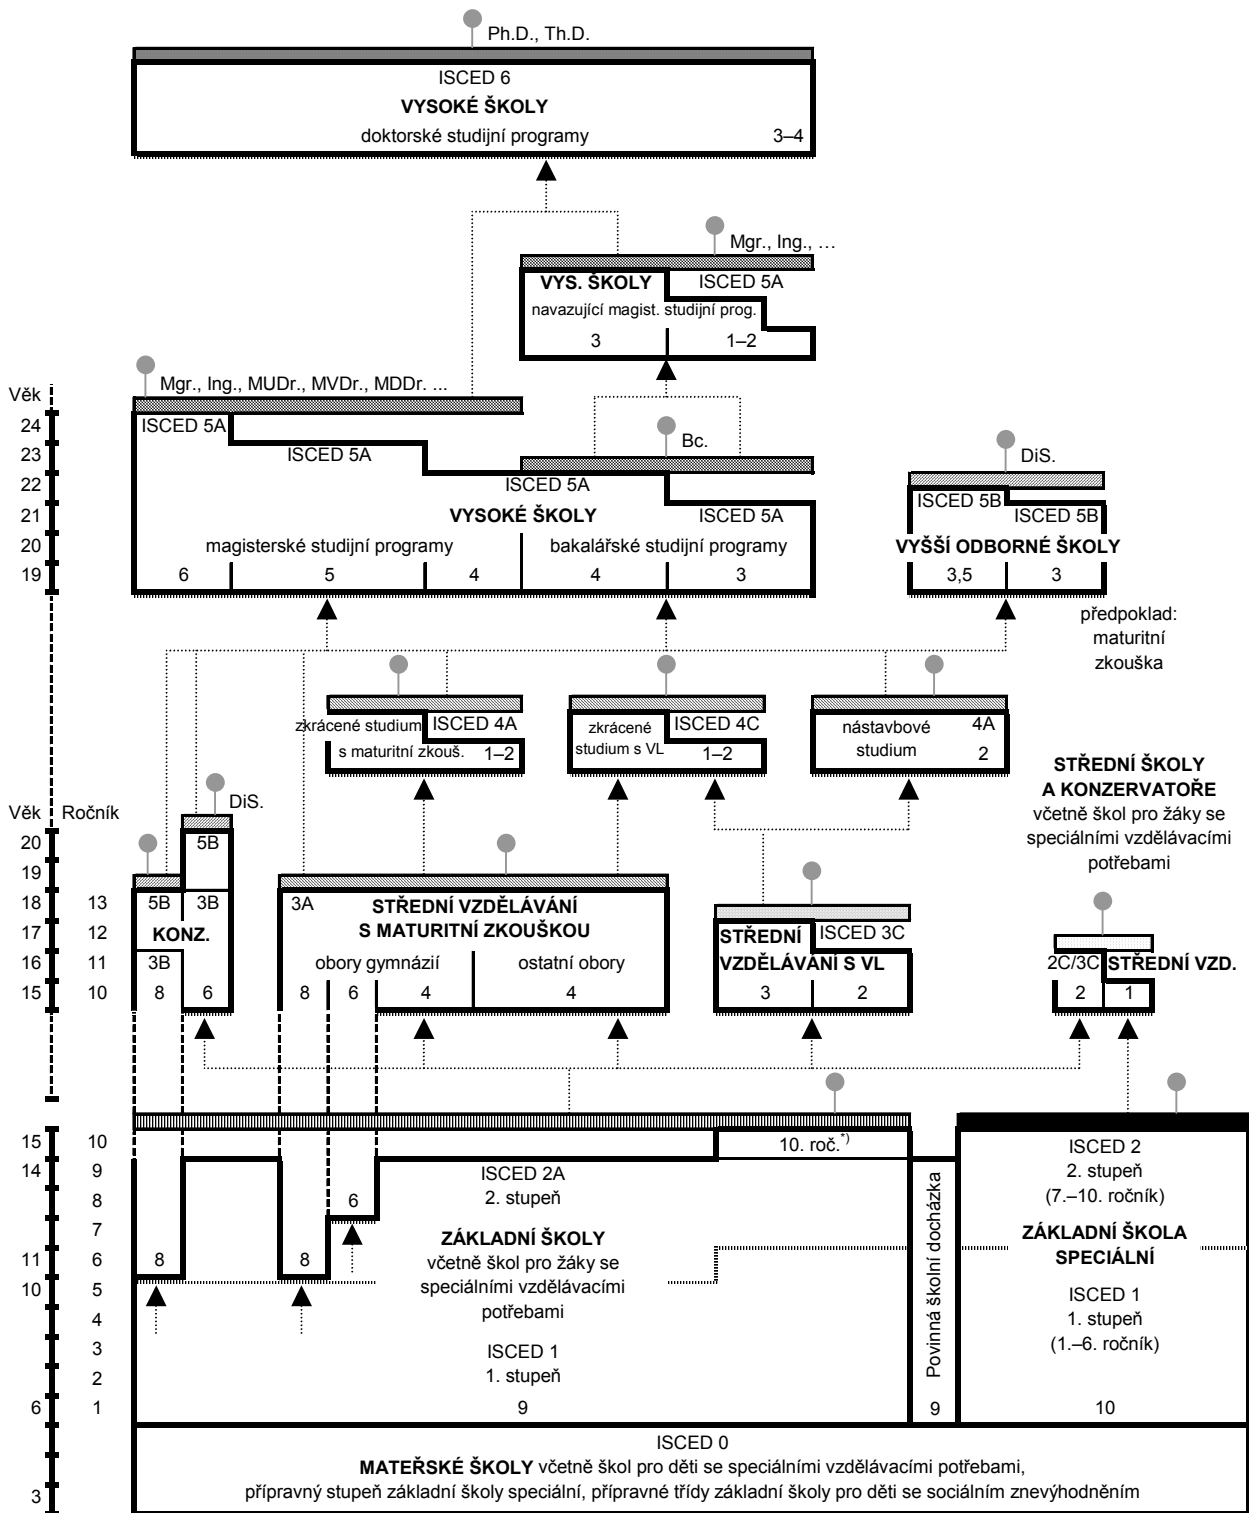 Ph.D., Th.D.
ISCED 6
VYSOKÉ ŠKOLY
doktorské studijní programy 3–4
Mgr., Ing., …
VYS. ŠKOLY ISCED 5A
navazující magist. studijní prog.
3 1–2
Mgr., Ing., MUDr., MVDr., MDDr. ...
Věk
24 ISCED 5A
23 ISCED 5A Bc. DiS.
22 ISCED 5A ISCED 5B
21 VYSOKÉ ŠKOLY ISCED 5A ISCED 5B
20 magisterské studijní programy bakalářské studijní programy VYŠŠÍ ODBORNÉ ŠKOLY
19 6 5 4 4 3 3,5 3
předpoklad:
maturitní
zkouška
zkrácené studium ISCED 4A
s maturitní zkouš. 1–2
zkrácené ISCED 4C
studium s VL 1–2
nástavbové 4A
studium 2
STŘEDNÍ ŠKOLY
A KONZERVATOŘE
včetně škol pro žáky se
speciálními vzdělávacími
potřebami
DiS.
Věk Ročník
20 5B
19
18 13 5B 3B 3A STŘEDNÍ VZDĚLÁVÁNÍ
17 12 KONZ. S MATURITNÍ ZKOUŠKOU STŘEDNÍ ISCED 3C
16 11 3B obory gymnázií ostatní obory VZDĚLÁVÁNÍ S VL 2C/3C STŘEDNÍ VZD.
15 10 8 6 8 6 4 4 3 2 2 1
15 10 10. roč.*) ISCED 2
14 9 ISCED 2A 2. stupeň
8 6 2. stupeň (7.–10. ročník)
7 ZÁKLADNÍ ŠKOLY ZÁKLADNÍ ŠKOLA
11 6 8 8 včetně škol pro žáky se SPECIÁLNÍ
10 5 speciálními vzdělávacími ISCED 1
4 potřebami 1. stupeň
3 ISCED 1 (1.–6. ročník)
2 1. stupeň
Povinná školní docházka
6 1 9 9 10
ISCED 0
MATEŘSKÉ ŠKOLY včetně škol pro děti se speciálními vzdělávacími potřebami,
3 přípravný stupeň základní školy speciální, přípravné třídy základní školy pro děti se sociálním znevýhodněním